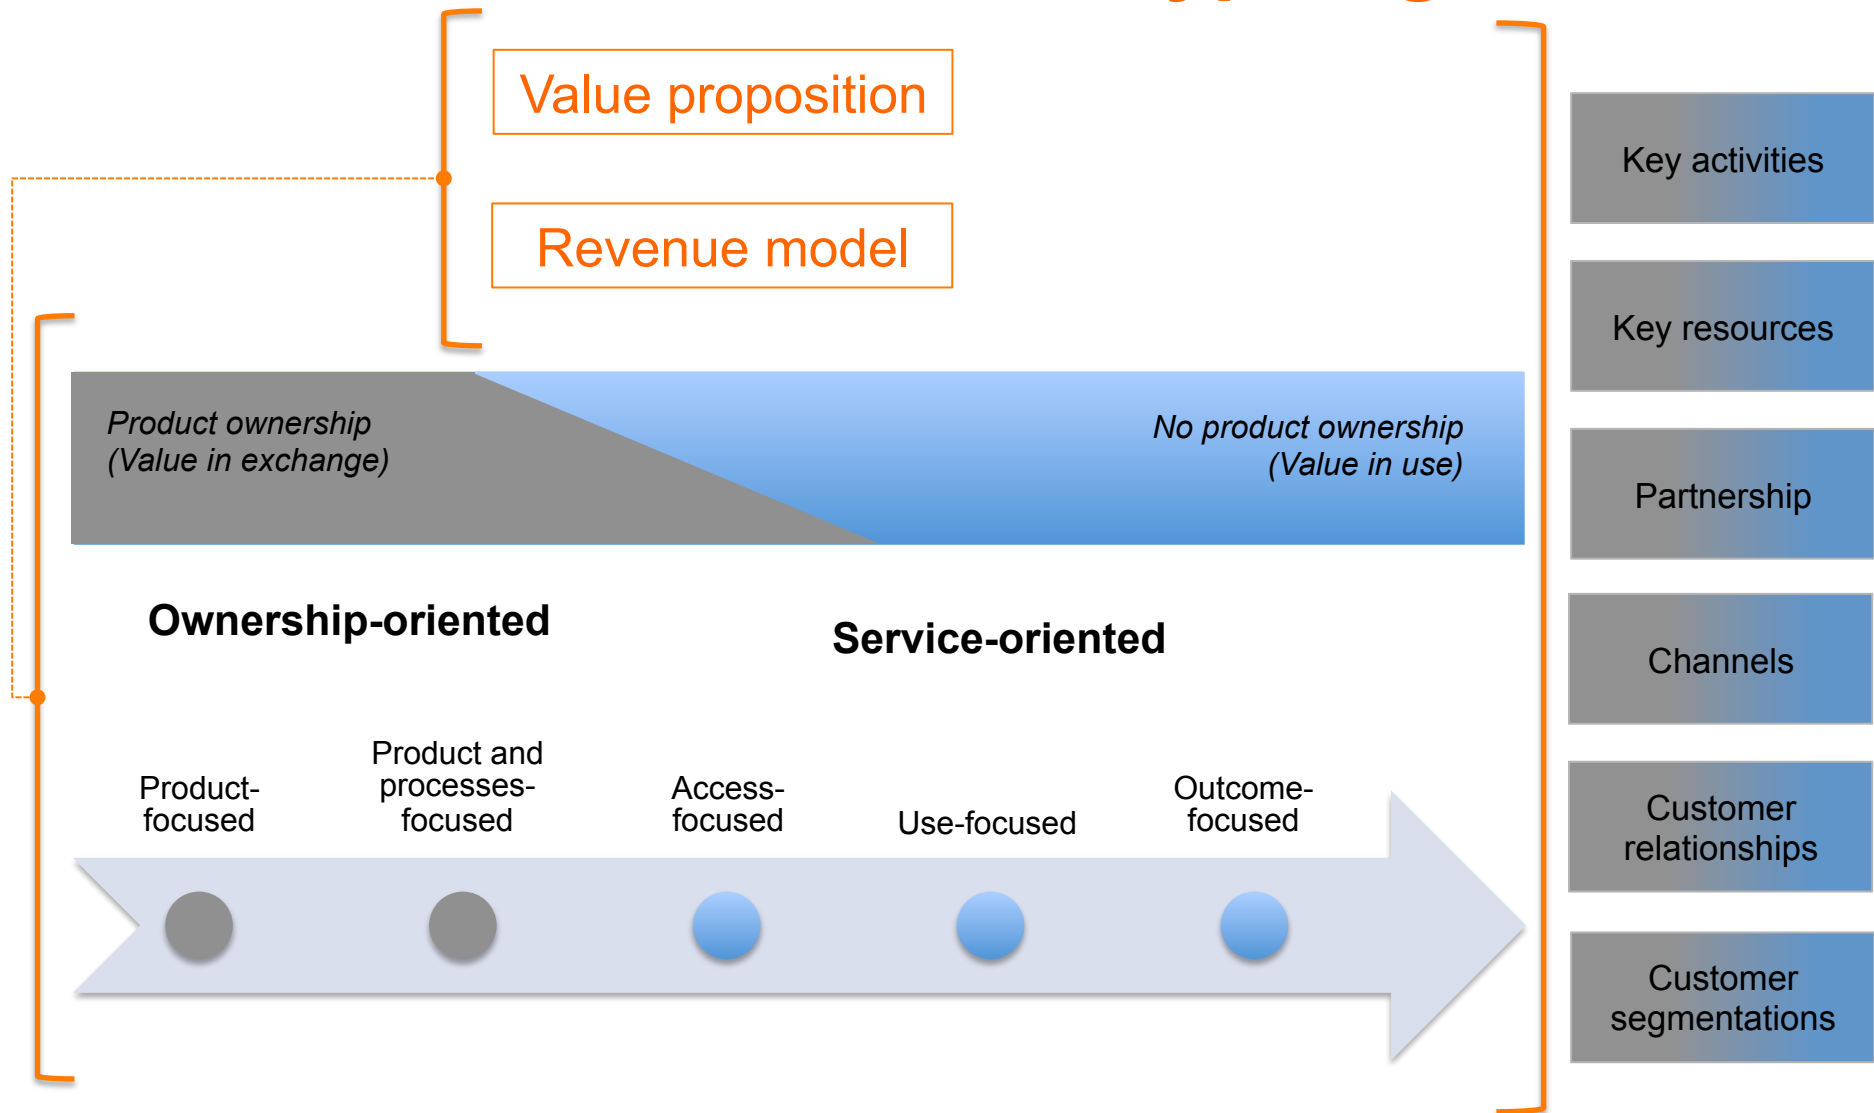 Value proposition
Revenue model
Product ownership
(Value in exchange)
No product ownership
(Value in use)
Ownership-oriented
Service-oriented
Product-
focused
Product and
processes-
focused
Access-
focused
Use-focused
Outcome-
focused
Key activities
Key resources
Partnership
Channels
Customer
relationships
Customer
segmentations